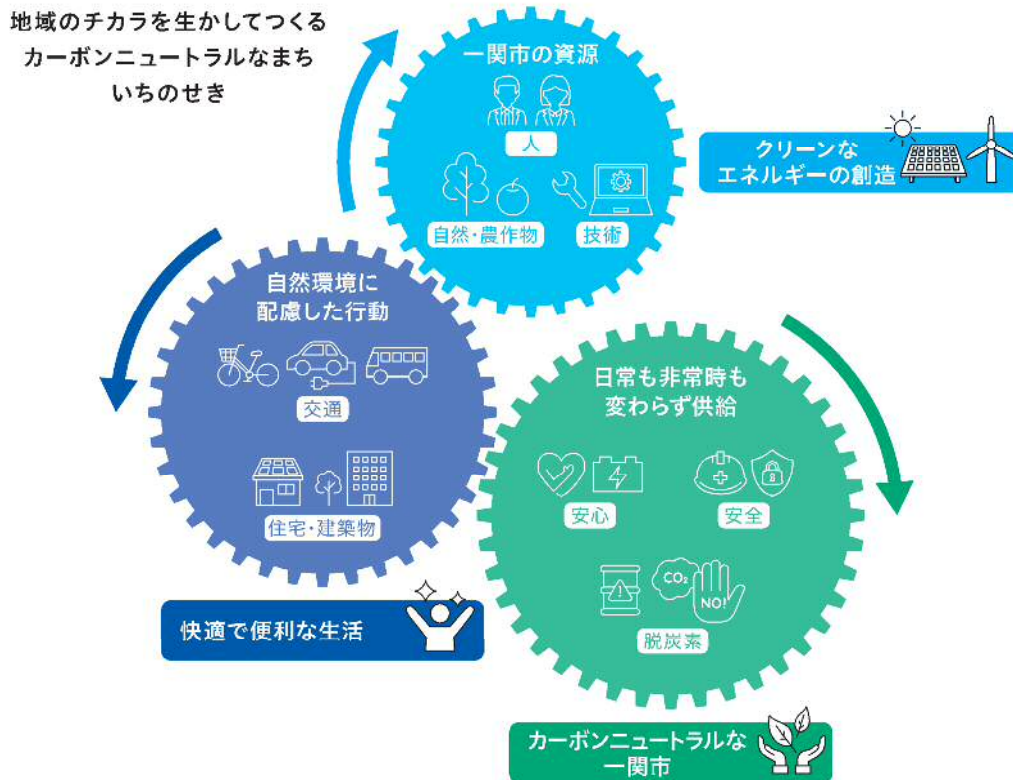 地域のチカラを生かしてつくる
カーボンニュートラルなまち
いちのせき
一関市の資源
人
自然・農作物
技術
クリーンな
エネルギーの創造
自然環境に
配慮した行動
交通
住宅・建築物
快適で便利な生活
日常も非常時も
変わらず供給
安心
安全
CO₂
NO!
脱炭素
カーボンニュートラルな
一関市